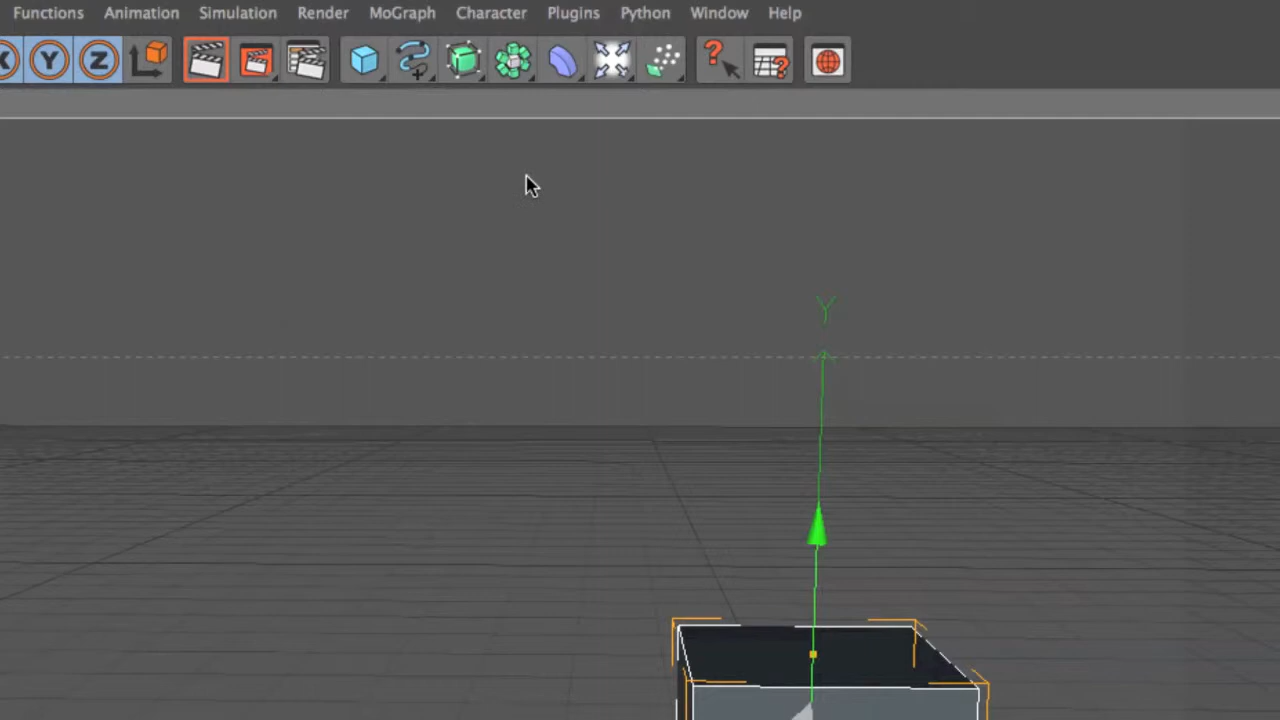 Functions Animation Simulation Render MoGraph Character Plugins Python Window Help
X Y Z
Y